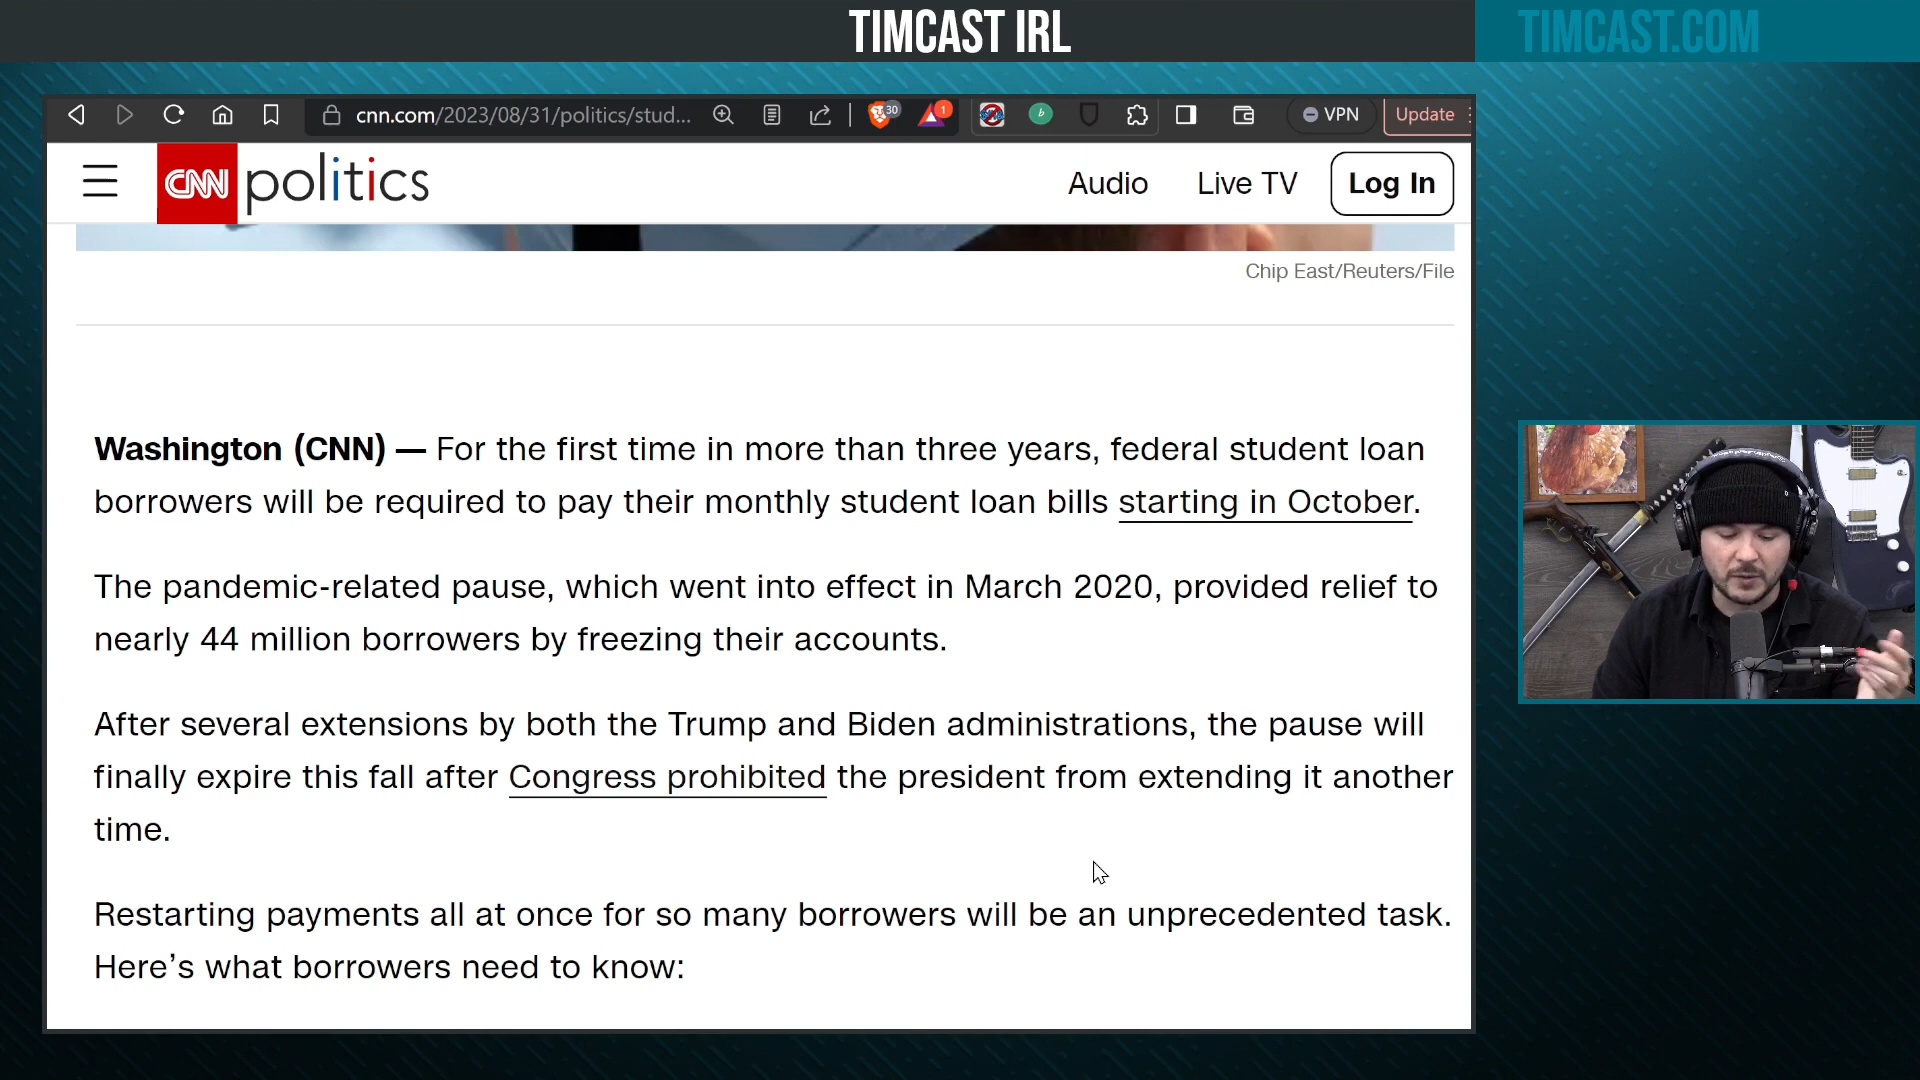 TIMCAST IRL
TIMCAST.COM
cnn.com/2023/08/31/politics/stud...
30
1
b
VPN
Update
CNN politics
Audio
Live TV
Log In
Chip East/Reuters/File
Washington (CNN) — For the first time in more than three years, federal student loan
borrowers will be required to pay their monthly student loan bills starting in October.
The pandemic-related pause, which went into effect in March 2020, provided relief to
nearly 44 million borrowers by freezing their accounts.
After several extensions by both the Trump and Biden administrations, the pause will
finally expire this fall after Congress prohibited the president from extending it another
time.
Restarting payments all at once for so many borrowers will be an unprecedented task.
Here’s what borrowers need to know: